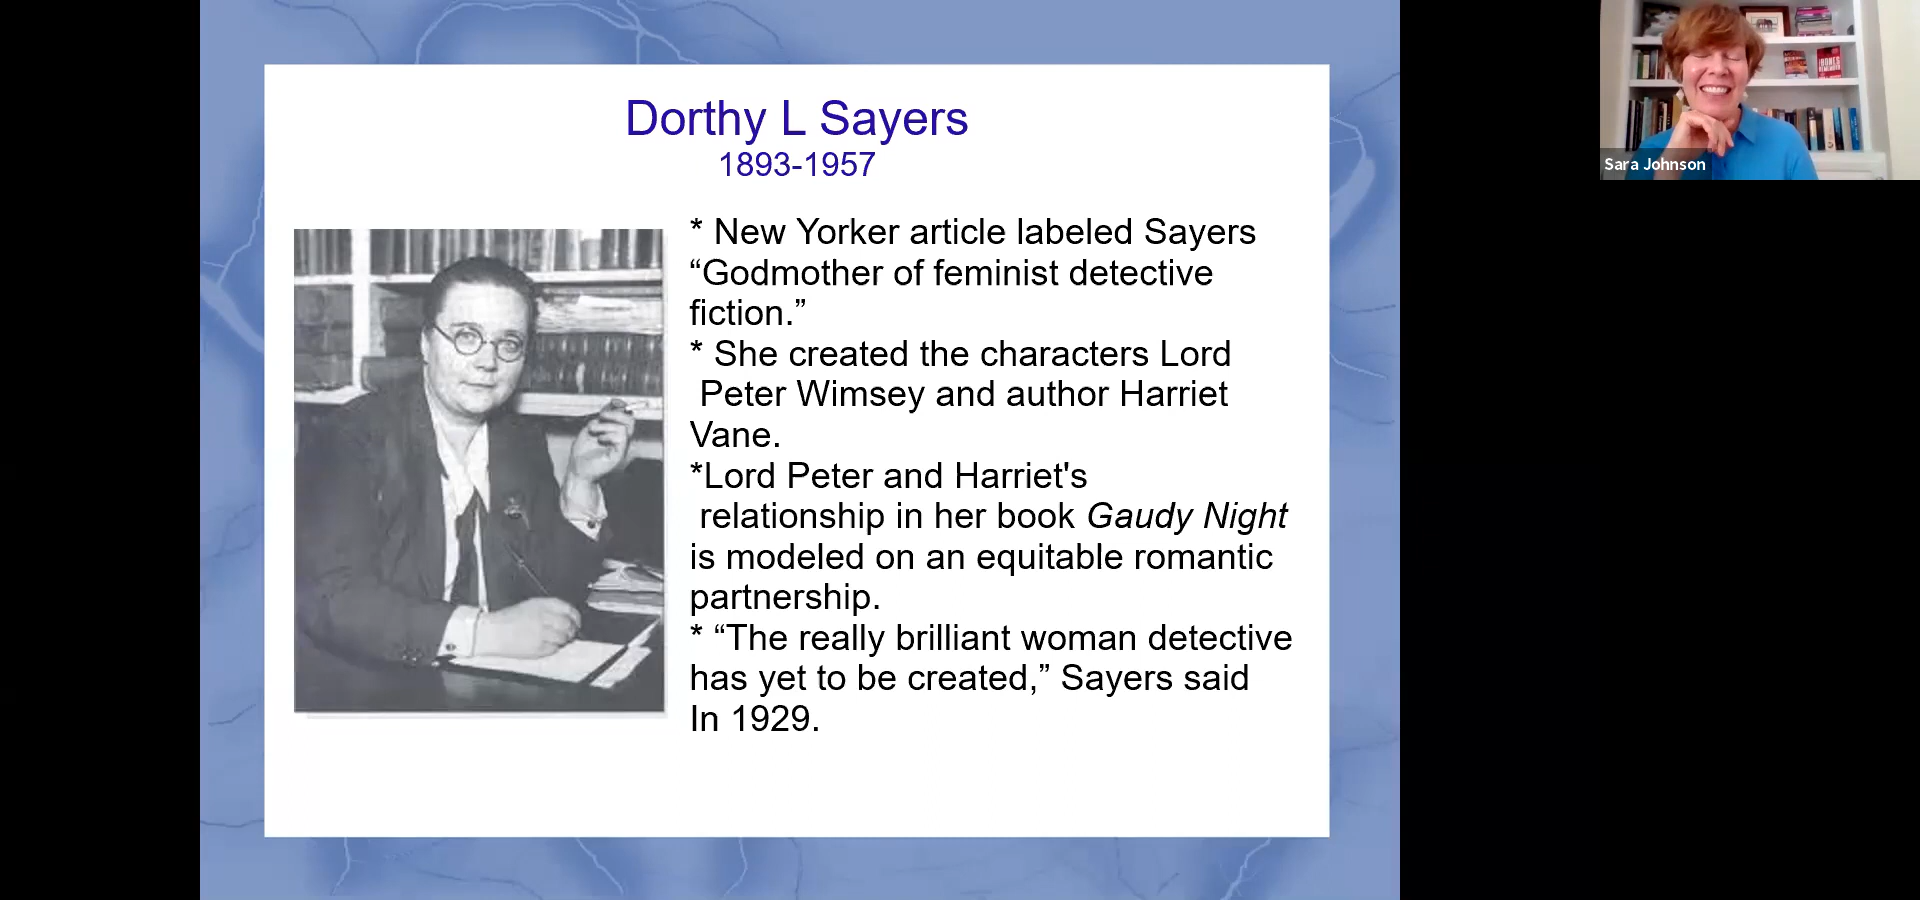 Dorthy L Sayers
1893-1957
* New Yorker article labeled Sayers
“Godmother of feminist detective
fiction.”
* She created the characters Lord
Peter Wimsey and author Harriet
Vane.
*Lord Peter and Harriet's
relationship in her book Gaudy Night
is modeled on an equitable romantic
partnership.
* “The really brilliant woman detective
has yet to be created,” Sayers said
In 1929.
Sara Johnson